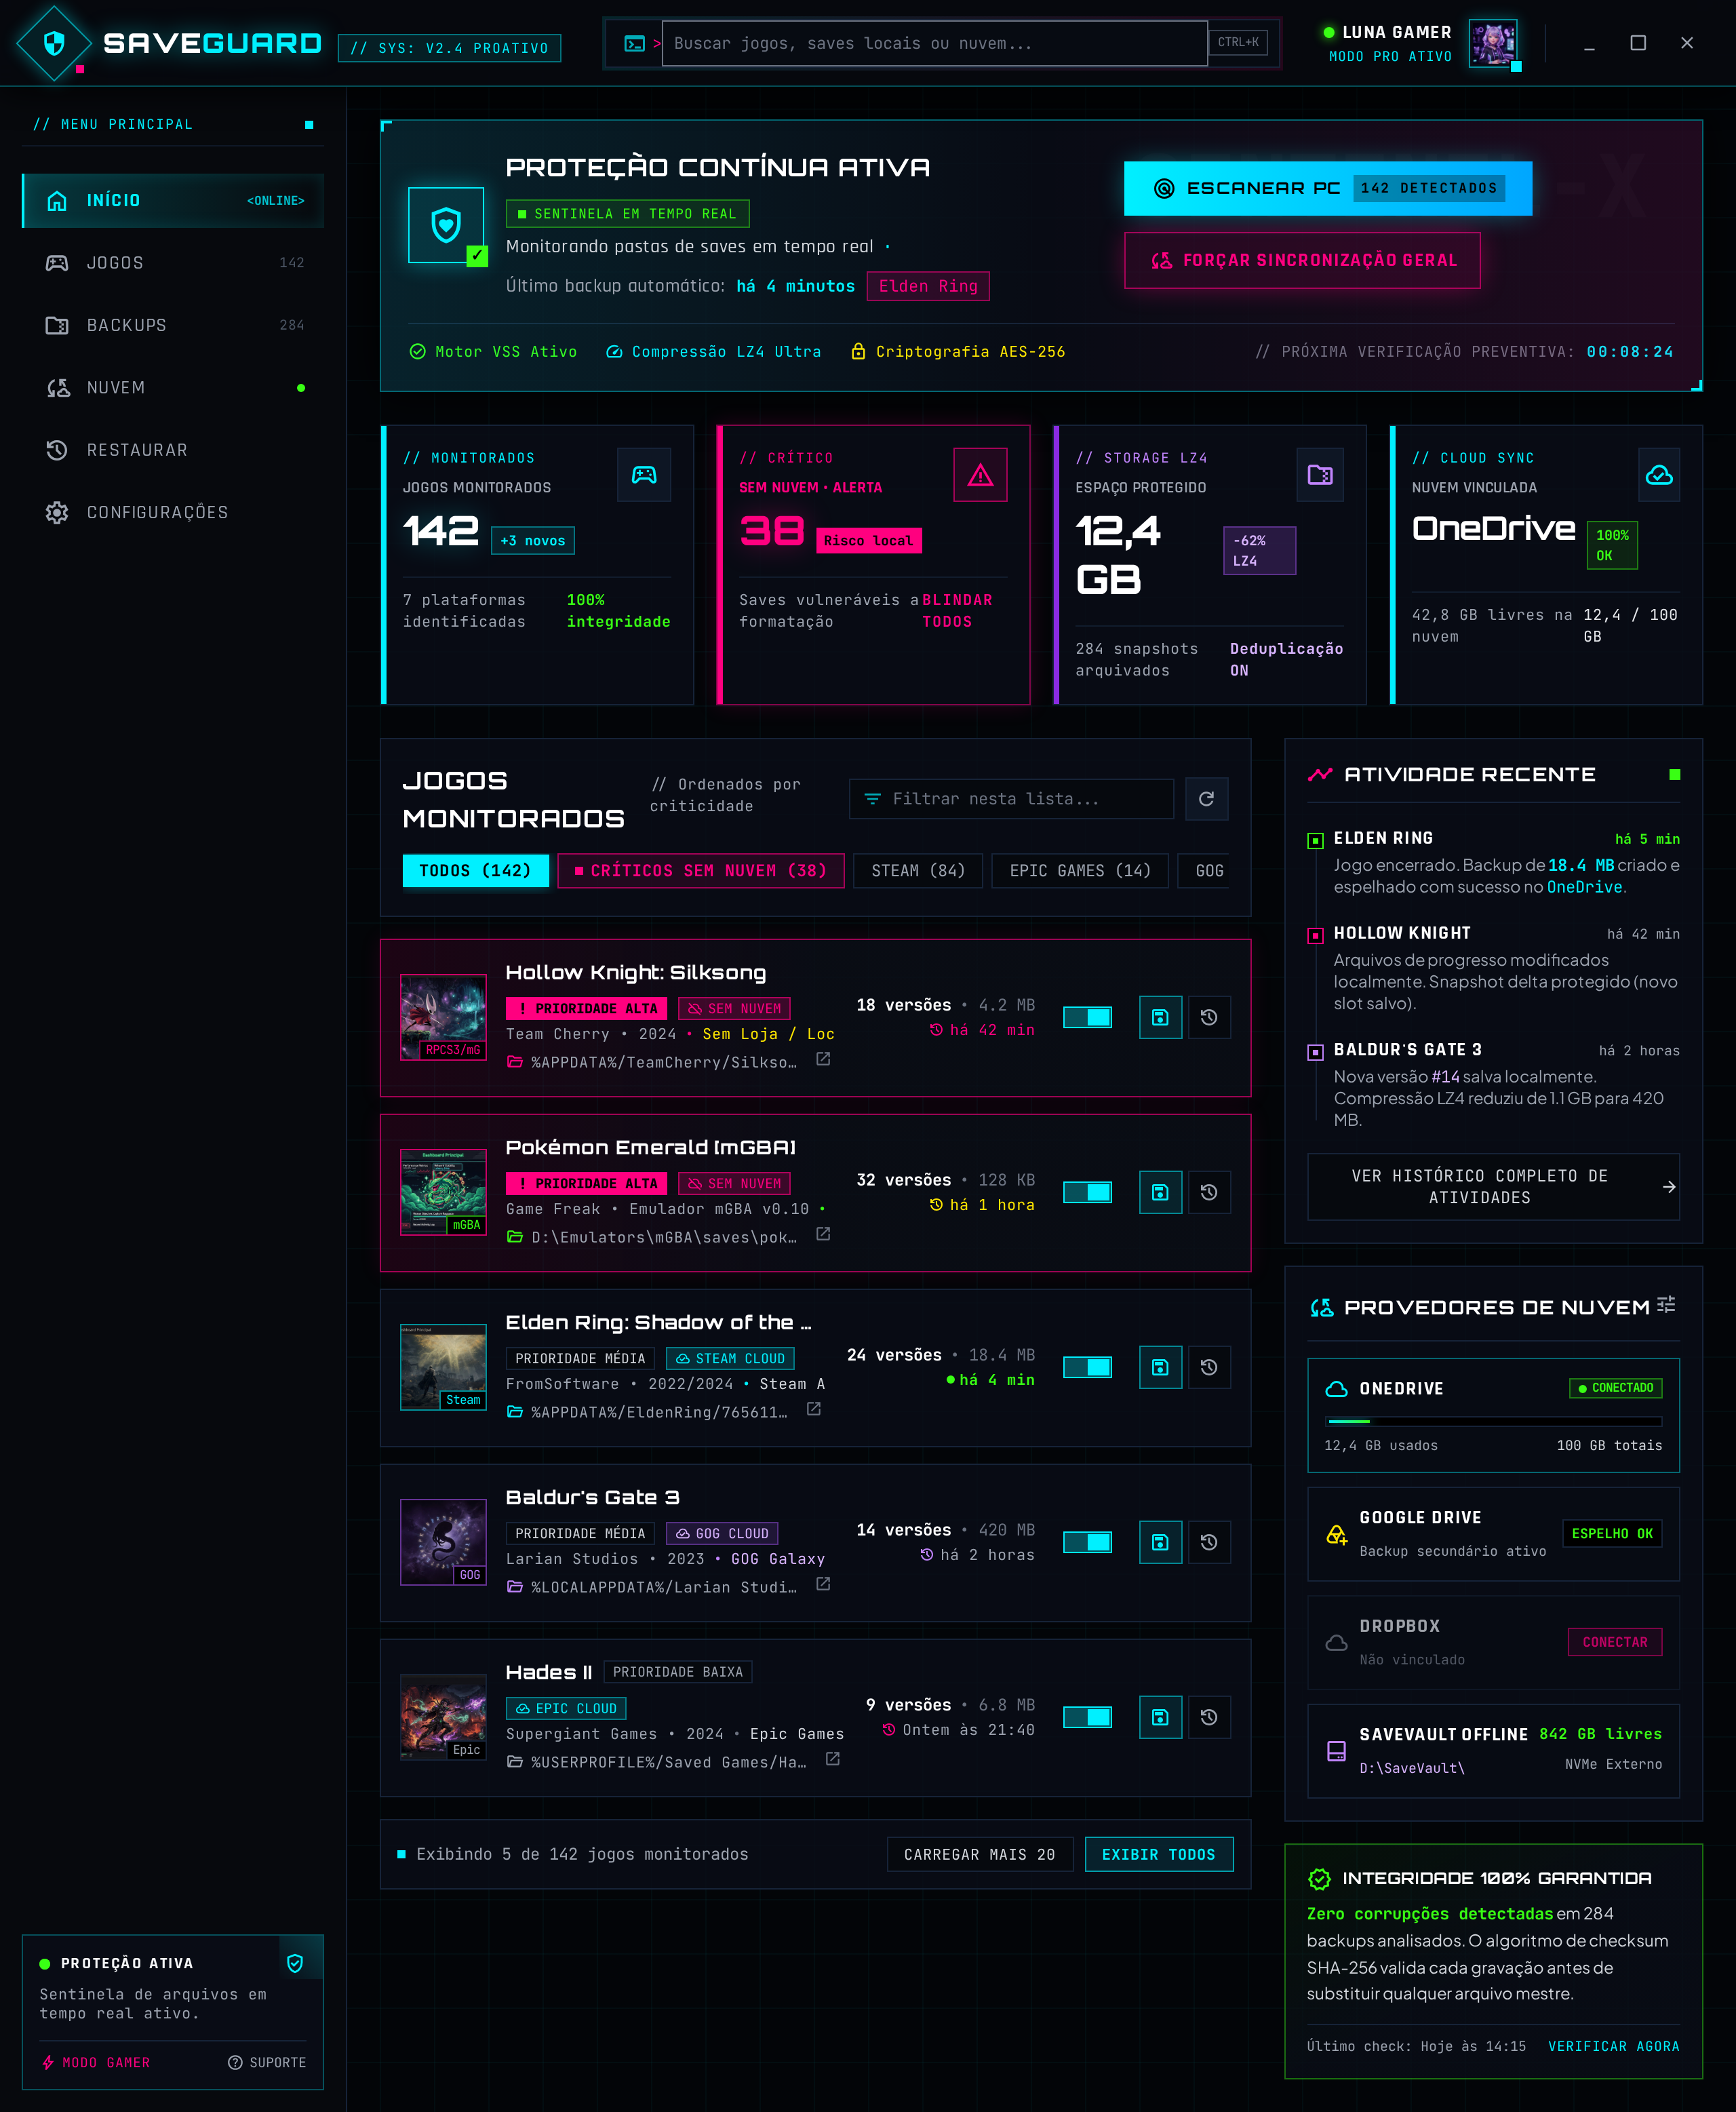 SAVEGUARD
// SYS: V2.4 PROATIVO
> Buscar jogos, saves locais ou nuvem...
CTRL+K
LUNA GAMER
MODO PRO ATIVO
// MENU PRINCIPAL
INÍCIO
<ONLINE>
JOGOS
142
BACKUPS
284
NUVEM
RESTAURAR
CONFIGURAÇÕES
PROTEÇÃO ATIVA
Sentinela de arquivos em
tempo real ativo.
MODO GAMER
SUPORTE
PROTEÇÃO CONTÍNUA ATIVA
SENTINELA EM TEMPO REAL
Monitorando pastas de saves em tempo real •
Último backup automático: há 4 minutos Elden Ring
ESCANEAR PC 142 DETECTADOS
FORÇAR SINCRONIZAÇÃO GERAL
-X
Motor VSS Ativo
Compressão LZ4 Ultra
Criptografia AES-256
// PRÓXIMA VERIFICAÇÃO PREVENTIVA: 00:08:24
// MONITORADOS
JOGOS MONITORADOS
142 +3 novos
7 plataformas
identificadas
100%
integridade
// CRÍTICO
SEM NUVEM • ALERTA
38 Risco local
Saves vulneráveis a
formatação
BLINDAR
TODOS
// STORAGE LZ4
ESPAÇO PROTEGIDO
12,4
GB
-62%
LZ4
284 snapshots
arquivados
Deduplicação
ON
// CLOUD SYNC
NUVEM VINCULADA
OneDrive
100%
OK
42,8 GB livres na
nuvem
12,4 / 100
GB
JOGOS
MONITORADOS
// Ordenados por
criticidade
Filtrar nesta lista...
TODOS (142)
CRÍTICOS SEM NUVEM (38)
STEAM (84)
EPIC GAMES (14)
GOG
Hollow Knight: Silksong
! PRIORIDADE ALTA
SEM NUVEM
Team Cherry • 2024 • Sem Loja / Loc
%APPDATA%/TeamCherry/Silkso…
RPCS3/mG
18 versões • 4.2 MB
há 42 min
Pokémon Emerald [mGBA]
! PRIORIDADE ALTA
SEM NUVEM
Game Freak • Emulador mGBA v0.10 •
D:\Emulators\mGBA\saves\pok…
mGBA
32 versões • 128 KB
há 1 hora
Elden Ring: Shadow of the …
PRIORIDADE MÉDIA
STEAM CLOUD
FromSoftware • 2022/2024 • Steam A
%APPDATA%/EldenRing/765611…
Steam
24 versões • 18.4 MB
há 4 min
Baldur's Gate 3
PRIORIDADE MÉDIA
GOG CLOUD
Larian Studios • 2023 • GOG Galaxy
%LOCALAPPDATA%/Larian Studi…
GOG
14 versões • 420 MB
há 2 horas
Hades II
PRIORIDADE BAIXA
EPIC CLOUD
Supergiant Games • 2024 • Epic Games
%USERPROFILE%/Saved Games/Ha…
Epic
9 versões • 6.8 MB
Ontem às 21:40
Exibindo 5 de 142 jogos monitorados
CARREGAR MAIS 20
EXIBIR TODOS
ATIVIDADE RECENTE
ELDEN RING
há 5 min
Jogo encerrado. Backup de 18.4 MB criado e
espelhado com sucesso no OneDrive.
HOLLOW KNIGHT
há 42 min
Arquivos de progresso modificados
localmente. Snapshot delta protegido (novo
slot salvo).
BALDUR'S GATE 3
há 2 horas
Nova versão #14 salva localmente.
Compressão LZ4 reduziu de 1.1 GB para 420
MB.
VER HISTÓRICO COMPLETO DE
ATIVIDADES
PROVEDORES DE NUVEM
ONEDRIVE
CONECTADO
12,4 GB usados
100 GB totais
GOOGLE DRIVE
Backup secundário ativo
ESPELHO OK
DROPBOX
Não vinculado
CONECTAR
SAVEVAULT OFFLINE
D:\SaveVault\
842 GB livres
NVMe Externo
INTEGRIDADE 100% GARANTIDA
Zero corrupções detectadas em 284
backups analisados. O algoritmo de checksum
SHA-256 valida cada gravação antes de
substituir qualquer arquivo mestre.
Último check: Hoje às 14:15
VERIFICAR AGORA